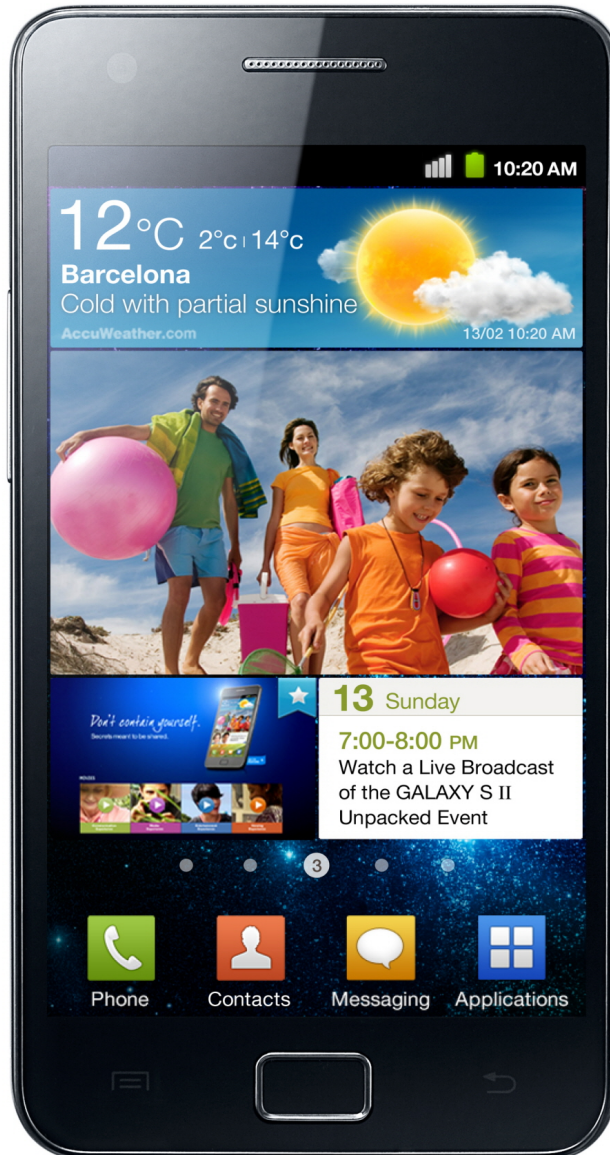 10:20 AM
12°C 2°c | 14°c
Barcelona
Cold with partial sunshine
AccuWeather.com
13/02 10:20 AM
Don't contain yourself.
Secrets meant to be shared.
13 Sunday
7:00-8:00 PM
Watch a Live Broadcast
of the GALAXY S II
Unpacked Event
3
Phone
Contacts
Messaging
Applications